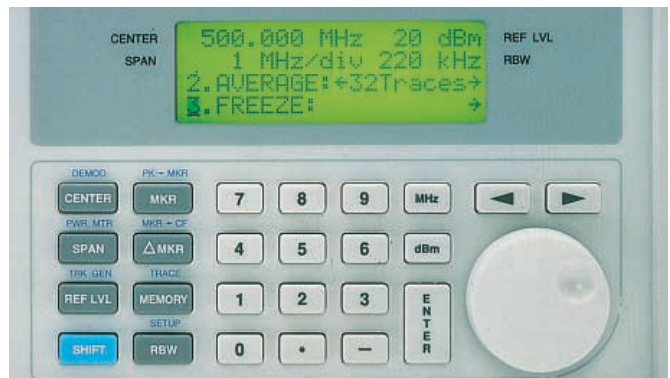 CENTER 500.000 MHz 20 dBm REF LVL
SPAN 1 MHz/div 220 kHz RBW
2.AVERAGE:←32Traces→
3.FREEZE: →
DEMOD PK→MKR
CENTER MKR 7 8 9 MHz ◄ ►
PWR MTR MKR→CF
SPAN △MKR 4 5 6 dBm
TRK GEN TRACE
REF LVL MEMORY 1 2 3 ENTER
SETUP
SHIFT RBW 0 • −